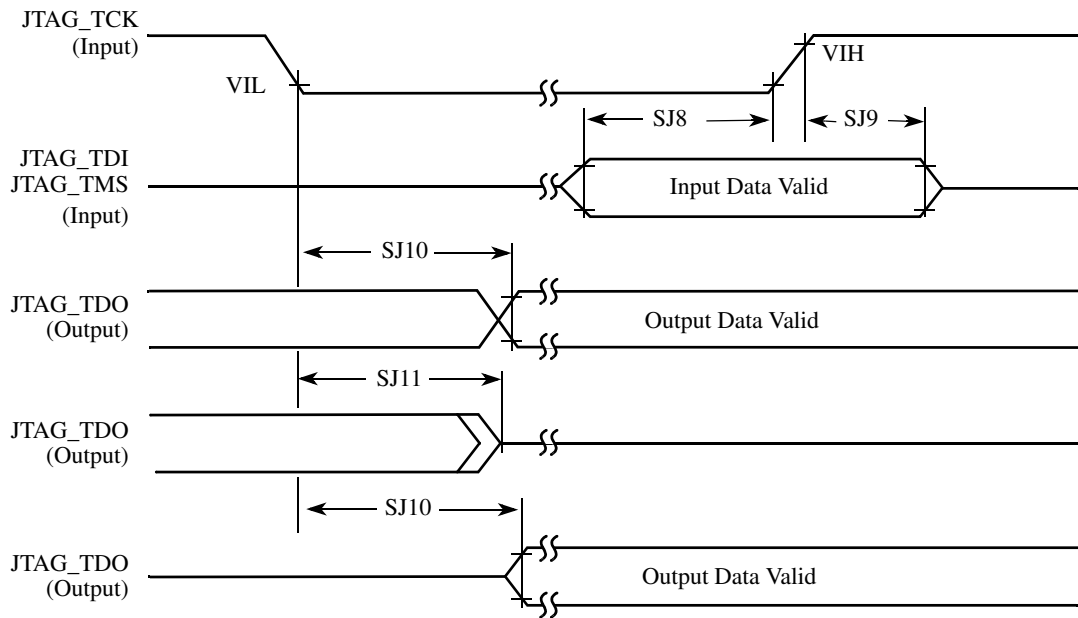 JTAG_TCK
(Input)
VIL
VIH
SJ8
SJ9
JTAG_TDI
JTAG_TMS
(Input)
Input Data Valid
SJ10
JTAG_TDO
(Output)
Output Data Valid
SJ11
JTAG_TDO
(Output)
SJ10
JTAG_TDO
(Output)
Output Data Valid